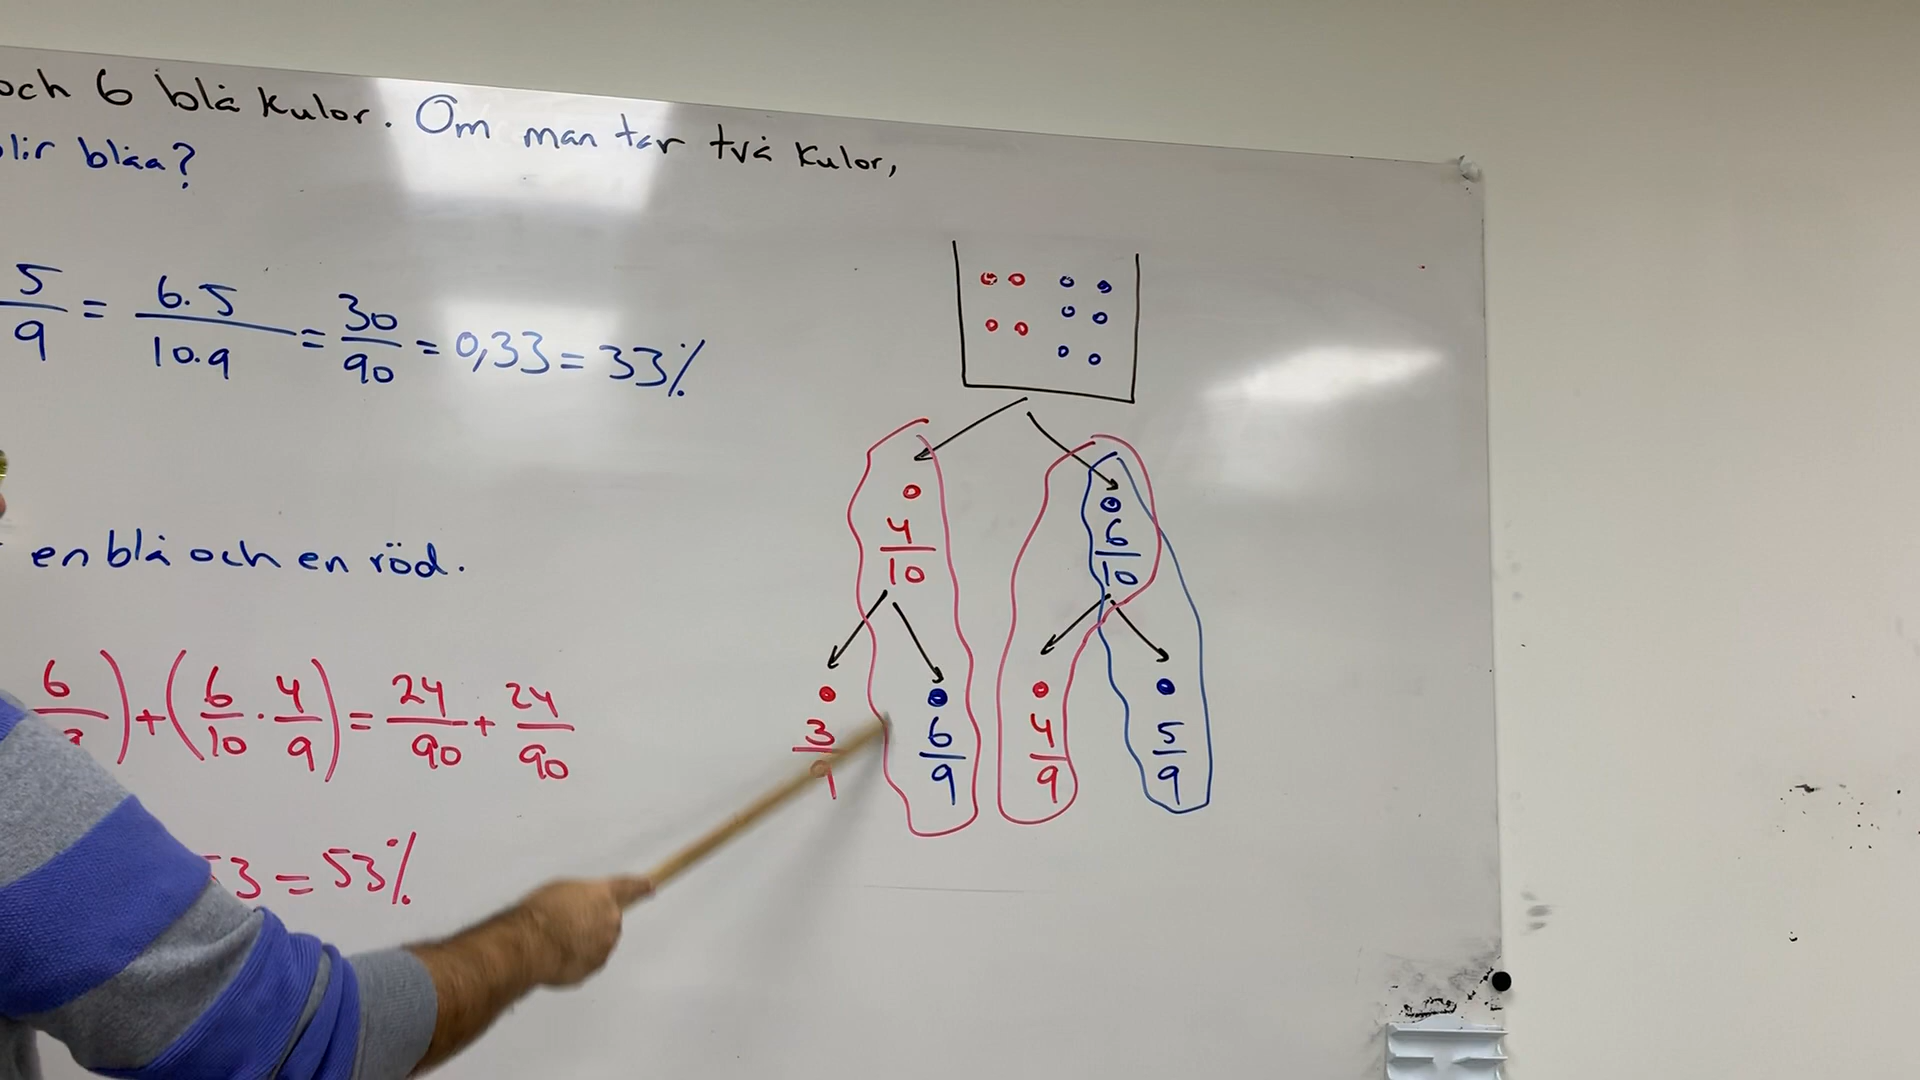 och 6 blå kulor. Om man tar två kulor,
blir blåa?
5/9 = 6·5/10·9 = 30/90 = 0,33 = 33%
en blå och en röd.
6/ ) + (6/10 · 4/9) = 24/90 + 24/90
53 = 53%
4/10 6/10
3/9 6/9 4/9 5/9